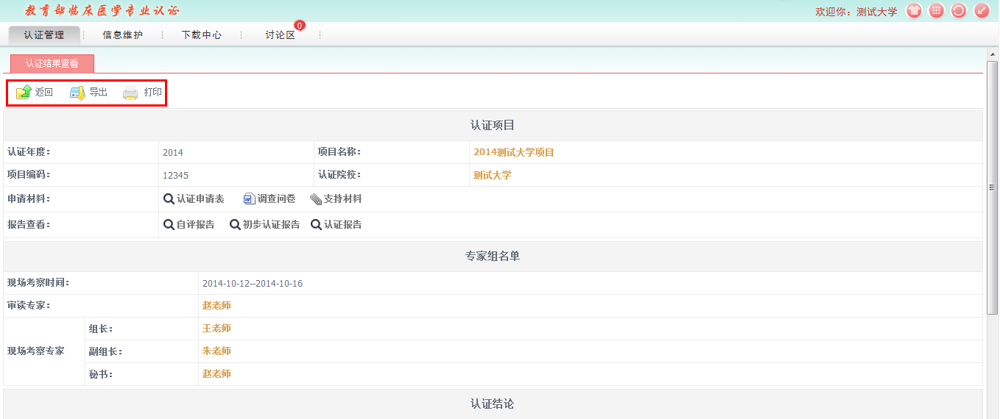 教育部临床医学专业认证
欢迎你：测试大学
认证管理 信息维护 下载中心 讨论区 0
认证结果查看
返回 导出 打印
认证项目
认证年度： 2014 项目名称： 2014测试大学项目
项目编码： 12345 认证院校： 测试大学
申请材料： 认证申请表 调查问卷 支持材料
报告查看： 自评报告 初步认证报告 认证报告
专家组名单
现场考察时间： 2014-10-12--2014-10-16
审读专家： 赵老师
组长： 王老师
现场考察专家 副组长： 朱老师
秘书： 赵老师
认证结论